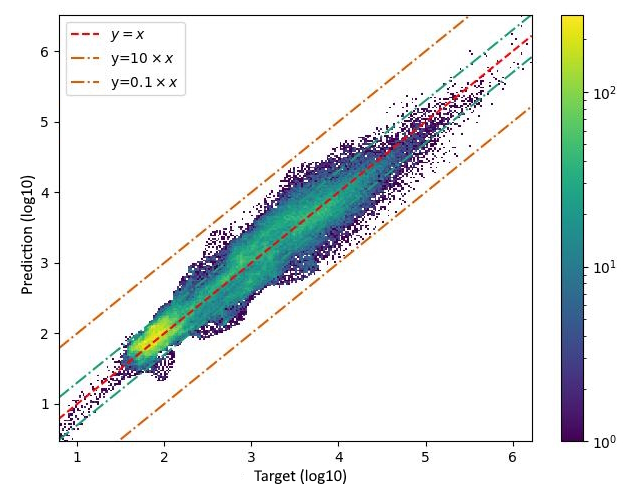 y = x
y=10 × x
y=0.1 × x
6
5
4
3
2
1
Prediction (log10)
1 2 3 4 5 6
Target (log10)
10²
10¹
10⁰